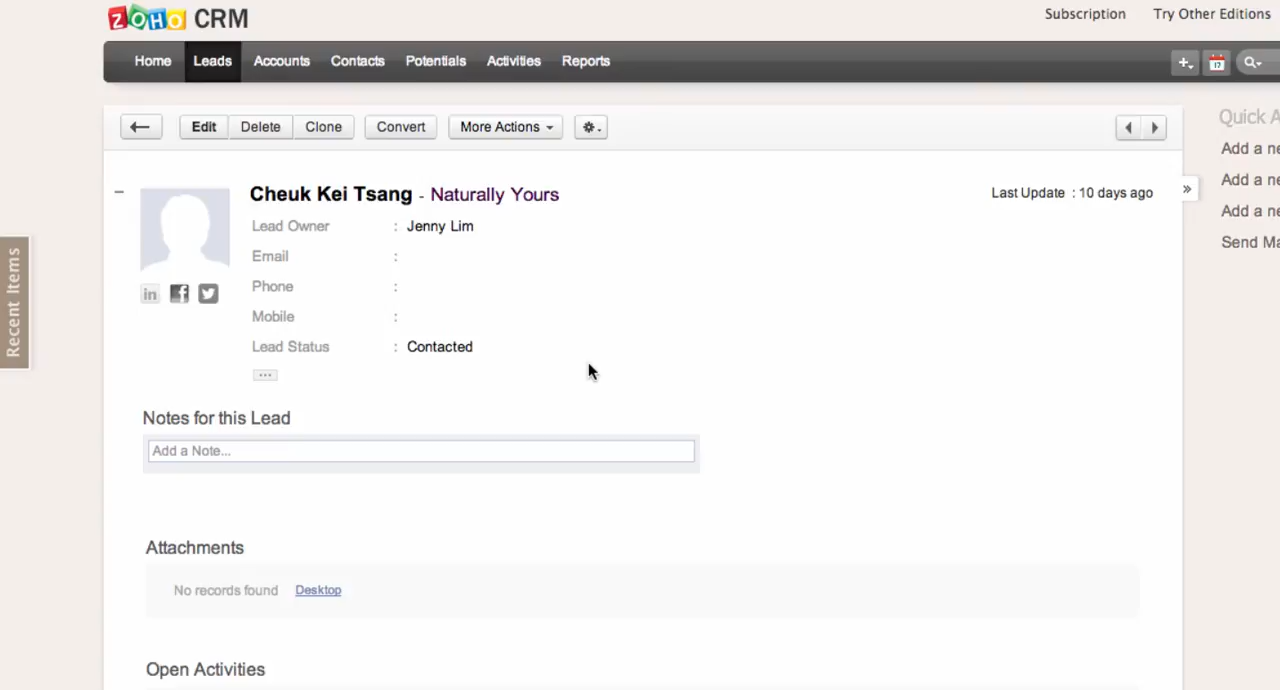 ZOHO CRM
Subscription Try Other Editions
Home Leads Accounts Contacts Potentials Activities Reports
17
Edit Delete Clone Convert More Actions
Quick A
Add a ne
Add a ne
Add a ne
Send Ma
Cheuk Kei Tsang - Naturally Yours
Last Update : 10 days ago
Lead Owner : Jenny Lim
Email :
Phone :
Mobile :
Lead Status : Contacted
...
in f
Recent Items
Notes for this Lead
Add a Note...
Attachments
No records found Desktop
Open Activities